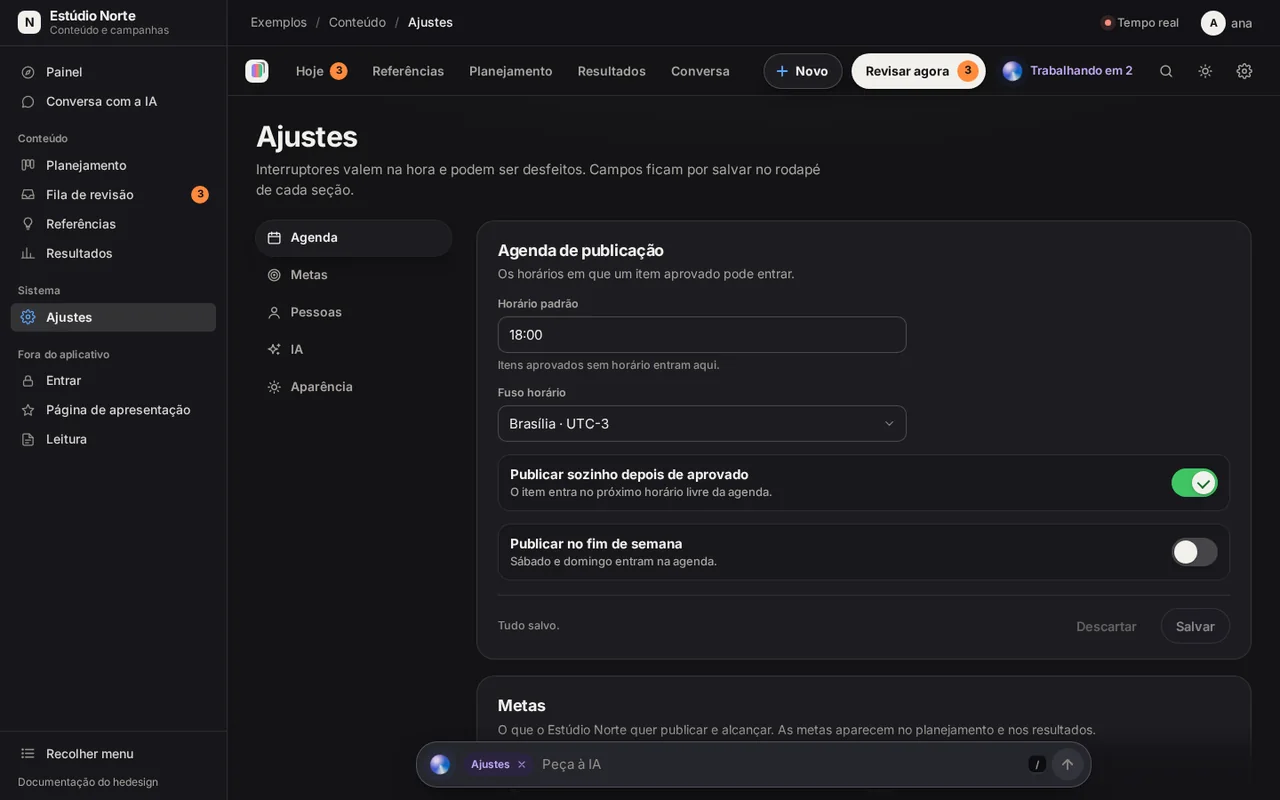 N
Estúdio Norte
Conteúdo e campanhas
Painel
Conversa com a IA
Conteúdo
Planejamento
Fila de revisão 3
Referências
Resultados
Sistema
Ajustes
Fora do aplicativo
Entrar
Página de apresentação
Leitura
Recolher menu
Documentação do hedesign
Exemplos / Conteúdo / Ajustes
Tempo real
A ana
Hoje 3 Referências Planejamento Resultados Conversa
Novo
Revisar agora 3
Trabalhando em 2
Ajustes
Interruptores valem na hora e podem ser desfeitos. Campos ficam por salvar no rodapé
de cada seção.
Agenda
Metas
Pessoas
IA
Aparência
Agenda de publicação
Os horários em que um item aprovado pode entrar.
Horário padrão
18:00
Itens aprovados sem horário entram aqui.
Fuso horário
Brasília · UTC-3
Publicar sozinho depois de aprovado
O item entra no próximo horário livre da agenda.
Publicar no fim de semana
Sábado e domingo entram na agenda.
Tudo salvo.
Descartar
Salvar
Metas
O que o Estúdio Norte quer publicar e alcançar. As metas aparecem no planejamento e nos resultados.
Ajustes × Peça à IA /